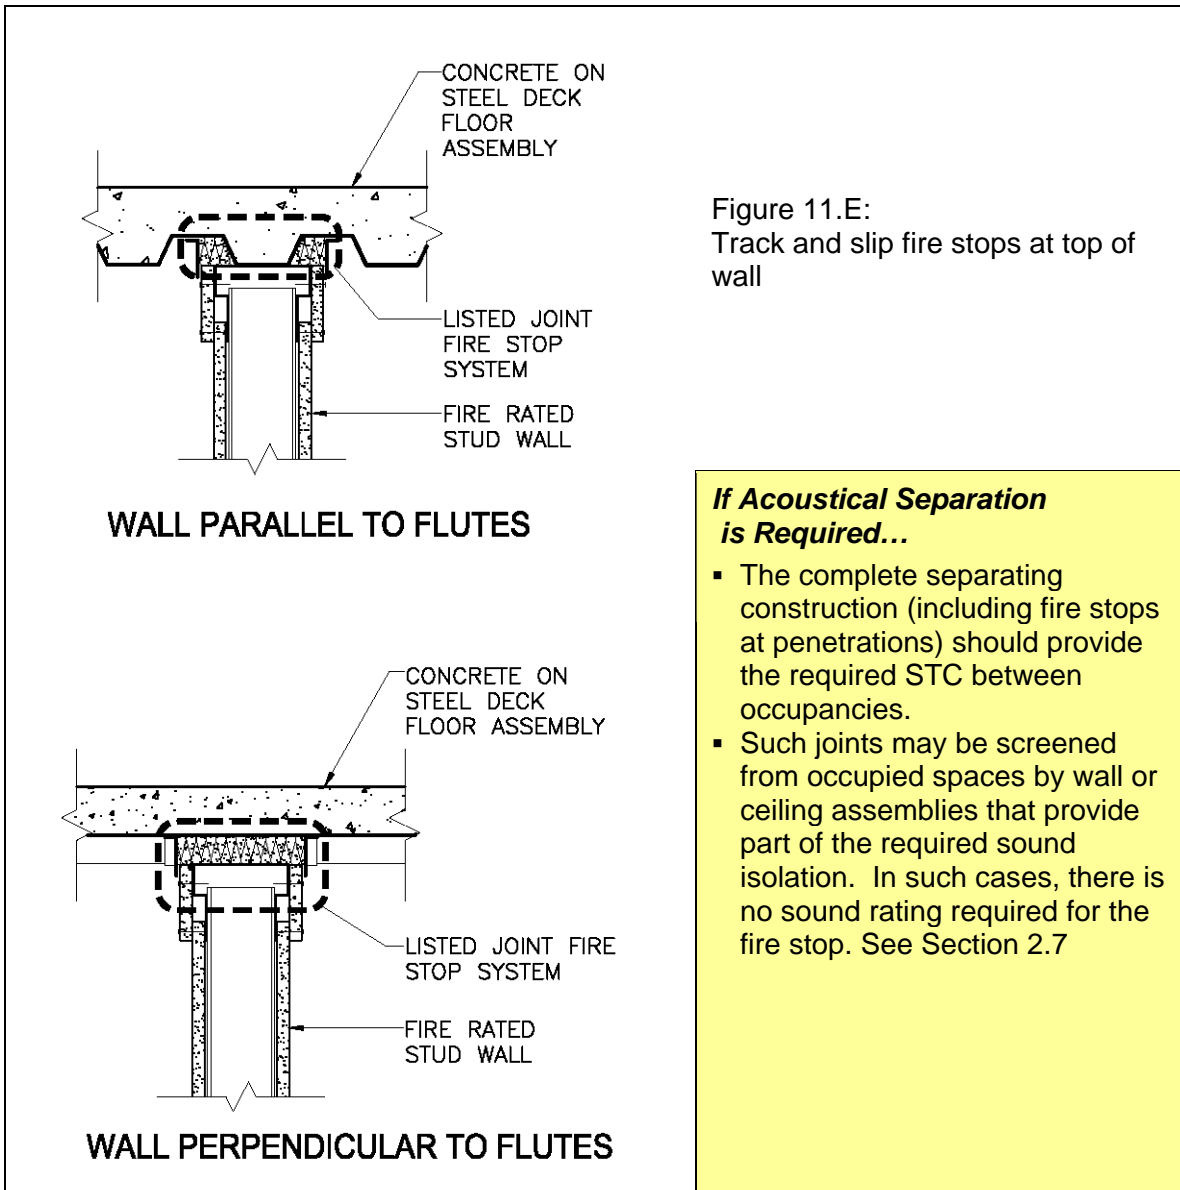 CONCRETE ON
STEEL DECK
FLOOR
ASSEMBLY
LISTED JOINT
FIRE STOP
SYSTEM
FIRE RATED
STUD WALL
WALL PARALLEL TO FLUTES
CONCRETE ON
STEEL DECK
FLOOR ASSEMBLY
LISTED JOINT FIRE
STOP SYSTEM
FIRE RATED
STUD WALL
WALL PERPENDICULAR TO FLUTES
Figure 11.E:
Track and slip fire stops at top of
wall
If Acoustical Separation
is Required…
▪ The complete separating
construction (including fire stops
at penetrations) should provide
the required STC between
occupancies.
▪ Such joints may be screened
from occupied spaces by wall or
ceiling assemblies that provide
part of the required sound
isolation.  In such cases, there is
no sound rating required for the
fire stop. See Section 2.7